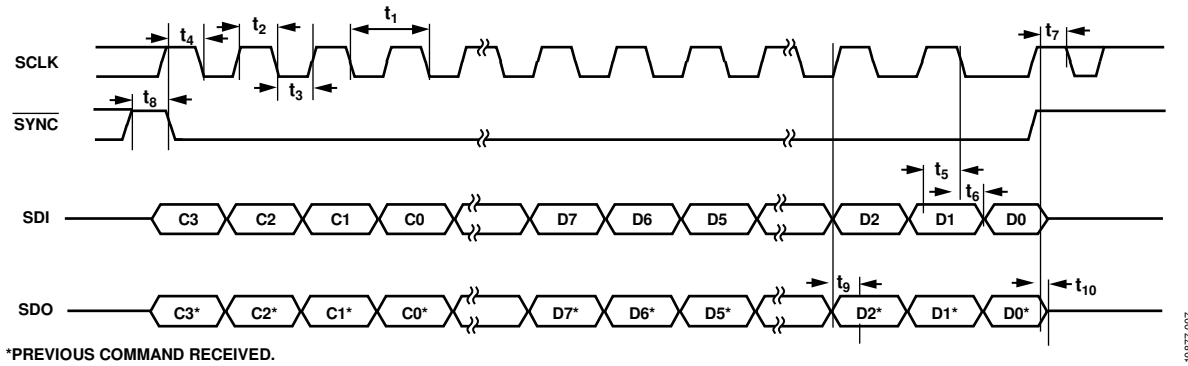 t4 t2 t1 t7
SCLK
t3
t8
SYNC
t5
t6
SDI C3 C2 C1 C0 D7 D6 D5 D2 D1 D0
t9
t10
SDO C3* C2* C1* C0* D7* D6* D5* D2* D1* D0*
*PREVIOUS COMMAND RECEIVED.